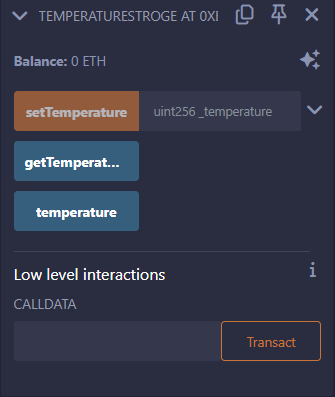 TEMPERATURESTROGE AT 0XI
Balance: 0 ETH
setTemperature uint256 _temperature
getTemperat...
temperature
Low level interactions
CALLDATA
Transact